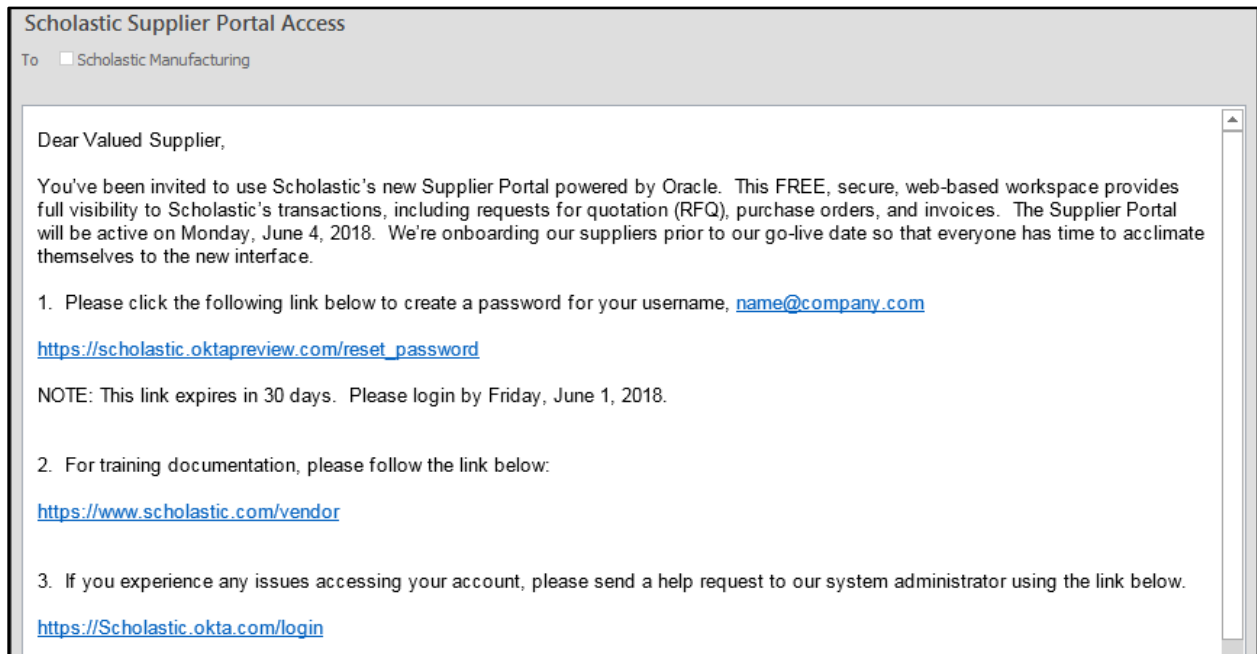 Scholastic Supplier Portal Access
To Scholastic Manufacturing
Dear Valued Supplier,
You've been invited to use Scholastic's new Supplier Portal powered by Oracle. This FREE, secure, web-based workspace provides
full visibility to Scholastic's transactions, including requests for quotation (RFQ), purchase orders, and invoices. The Supplier Portal
will be active on Monday, June 4, 2018. We're onboarding our suppliers prior to our go-live date so that everyone has time to acclimate
themselves to the new interface.
1. Please click the following link below to create a password for your username, name@company.com
https://scholastic.oktapreview.com/reset_password
NOTE: This link expires in 30 days. Please login by Friday, June 1, 2018.
2. For training documentation, please follow the link below:
https://www.scholastic.com/vendor
3. If you experience any issues accessing your account, please send a help request to our system administrator using the link below.
https://Scholastic.okta.com/login